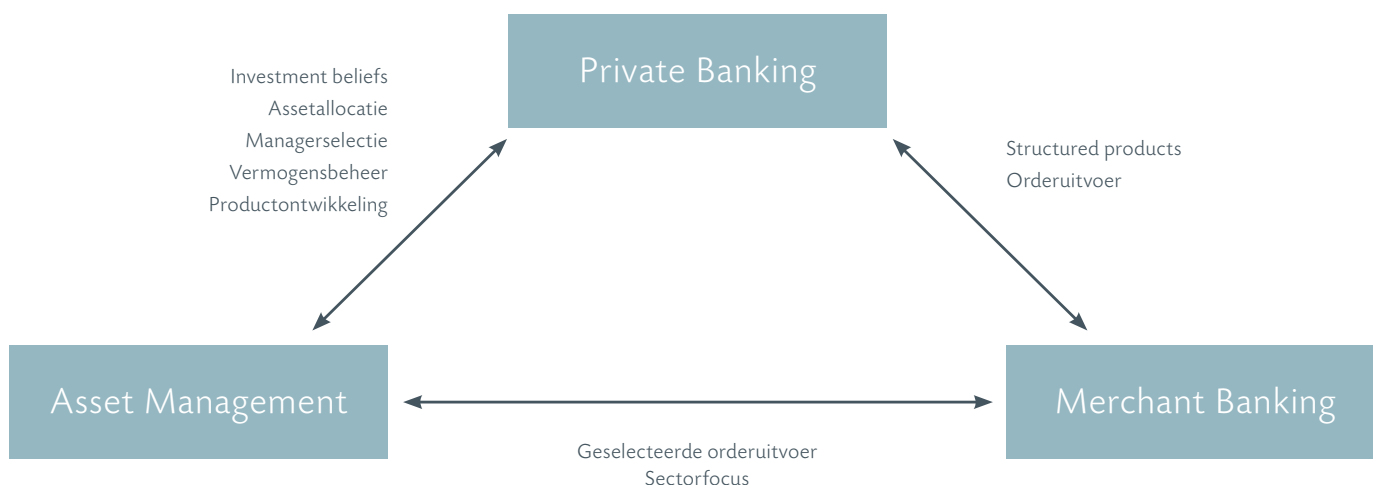 Private Banking
Investment beliefs
Assetallocatie
Managerselectie
Vermogensbeheer
Productontwikkeling
Structured products
Orderuitvoer
Asset Management
Merchant Banking
Geselecteerde orderuitvoer
Sectorfocus